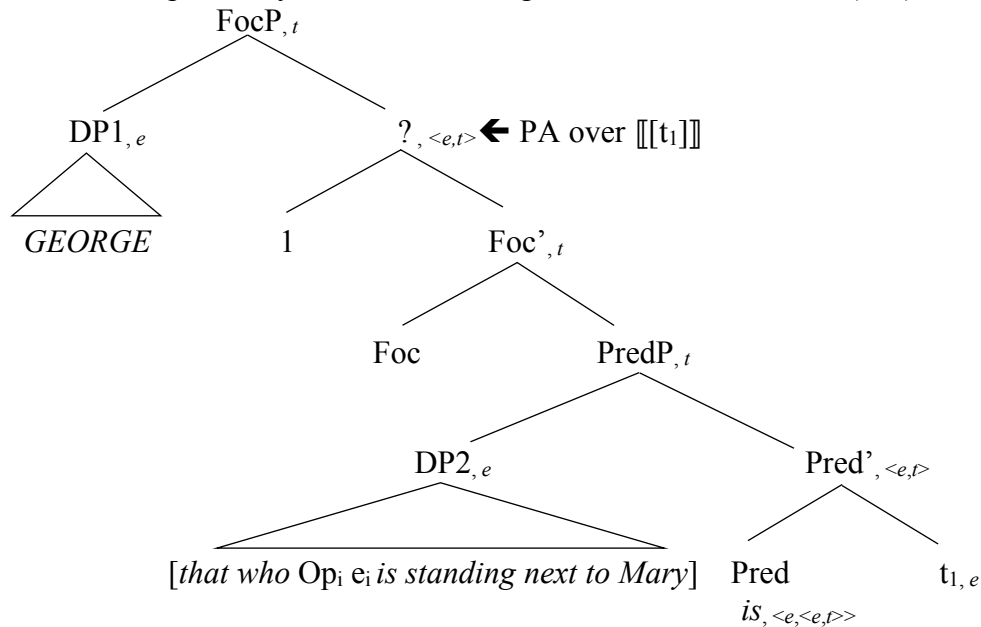 FocP, t
DP1, e
?, <e,t> 🡸 PA over ⟦[t1]⟧
GEORGE
1
Foc’, t
Foc
PredP, t
DP2, e
Pred’, <e,t>
[that who Opi ei is standing next to Mary]
Pred
t1, e
is, <e,<e,t>>